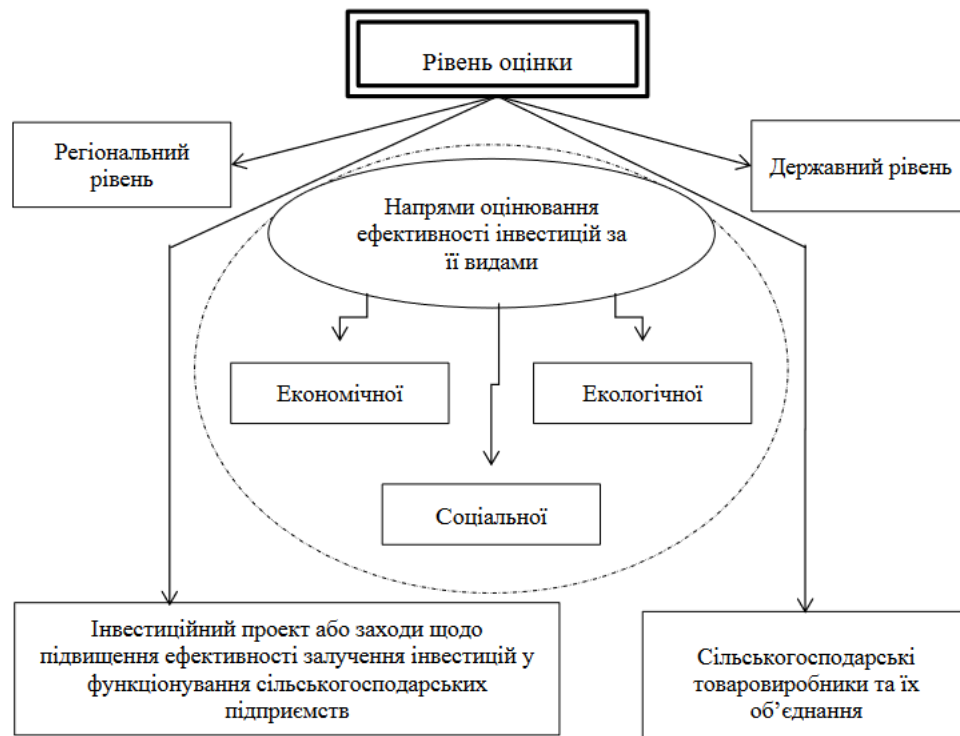 Рівень оцінки
Регіональний
рівень
Державний рівень
Напрями оцінювання
ефективності інвестицій за
її видами
Економічної
Екологічної
Соціальної
Інвестиційний проект або заходи щодо
підвищення ефективності залучення інвестицій у
функціонування сільськогосподарських
підприємств
Сільськогосподарські
товаровиробники та їх
об’єднання